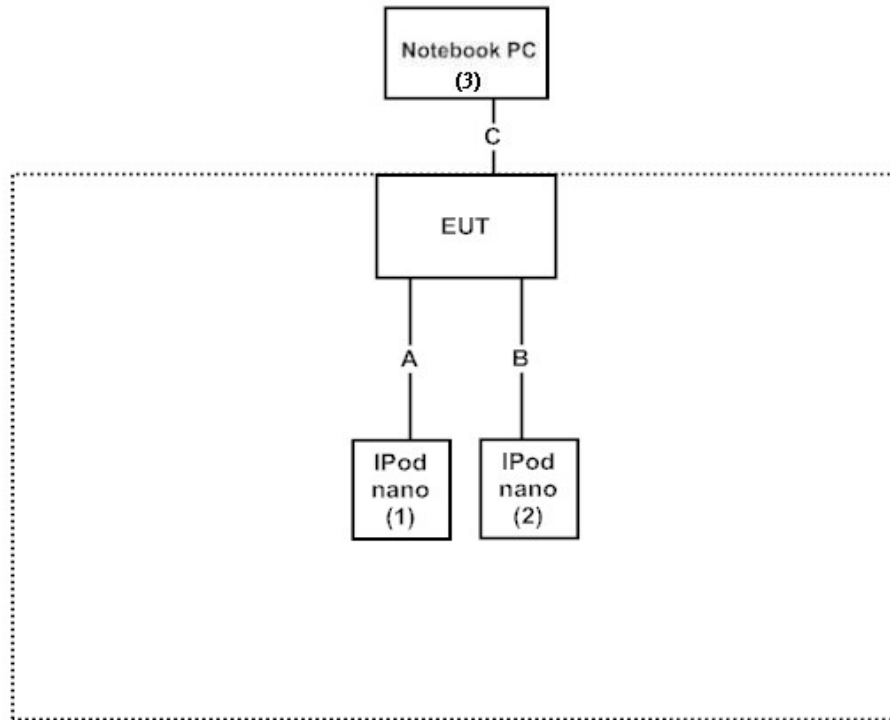 Notebook PC
(3)
C
EUT
A
B
IPod
nano
(1)
IPod
nano
(2)